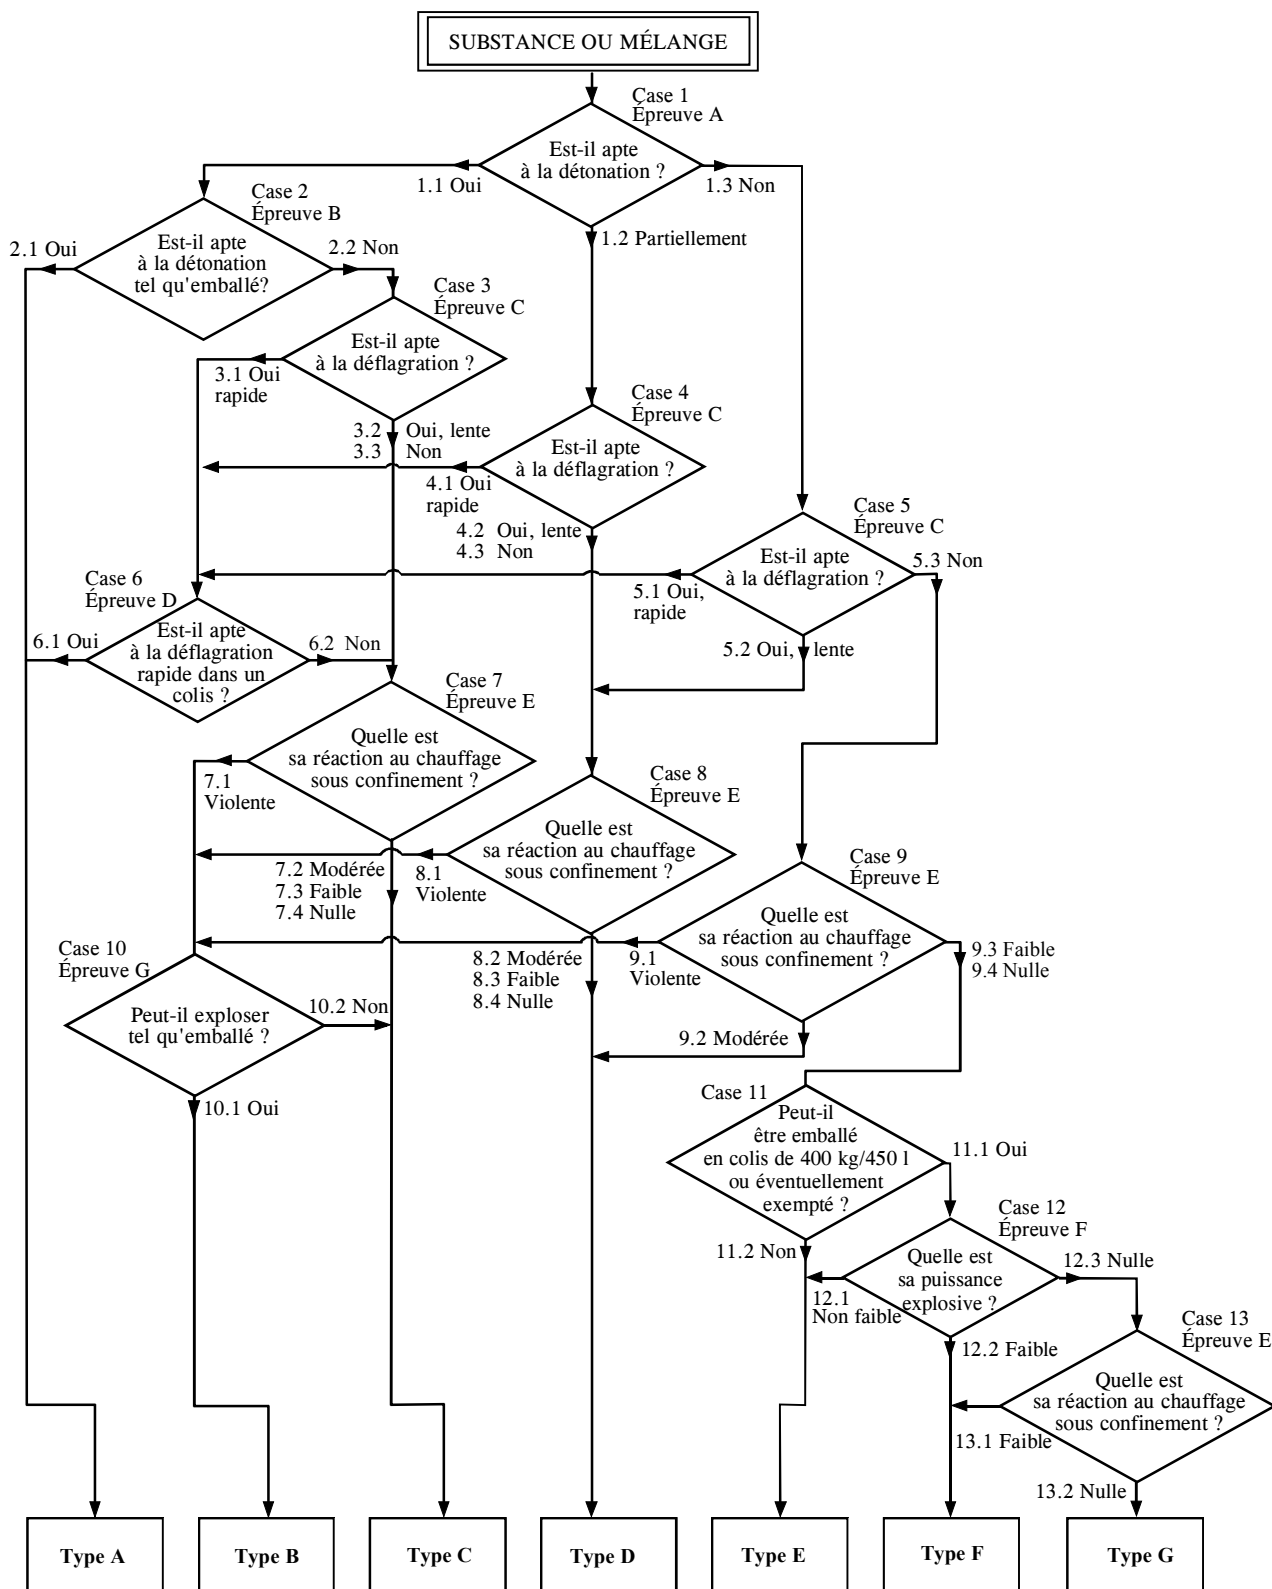 SUBSTANCE OU MÉLANGE
Case 1
Épreuve A
Est-il apte
à la détonation ?
1.1 Oui
1.3 Non
1.2 Partiellement
Case 2
Épreuve B
2.1 Oui
Est-il apte
à la détonation
tel qu'emballé?
2.2 Non
Case 3
Épreuve C
Est-il apte
à la déflagration ?
3.1 Oui
rapide
3.2 Oui, lente
3.3 Non
Case 4
Épreuve C
Est-il apte
à la déflagration ?
4.1 Oui
rapide
4.2 Oui, lente
4.3 Non
Case 5
Épreuve C
Est-il apte
à la déflagration ?
5.3 Non
5.1 Oui,
rapide
5.2 Oui, lente
Case 6
Épreuve D
6.1 Oui
Est-il apte
à la déflagration
rapide dans un
colis ?
6.2 Non
Case 7
Épreuve E
Quelle est
sa réaction au chauffage
sous confinement ?
7.1
Violente
7.2 Modérée
7.3 Faible
7.4 Nulle
Case 8
Épreuve E
Quelle est
sa réaction au chauffage
sous confinement ?
8.1
Violente
8.2 Modérée
8.3 Faible
8.4 Nulle
Case 9
Épreuve E
Quelle est
sa réaction au chauffage
sous confinement ?
9.1
Violente
9.3 Faible
9.4 Nulle
9.2 Modérée
Case 10
Épreuve G
Peut-il exploser
tel qu'emballé ?
10.2 Non
10.1 Oui
Case 11
Peut-il
être emballé
en colis de 400 kg/450 l
ou éventuellement
exempté ?
11.1 Oui
11.2 Non
Case 12
Épreuve F
Quelle est
sa puissance
explosive ?
12.1
Non faible
12.3 Nulle
12.2 Faible
Case 13
Épreuve E
Quelle est
sa réaction au chauffage
sous confinement ?
13.1 Faible
13.2 Nulle
Type A
Type B
Type C
Type D
Type E
Type F
Type G